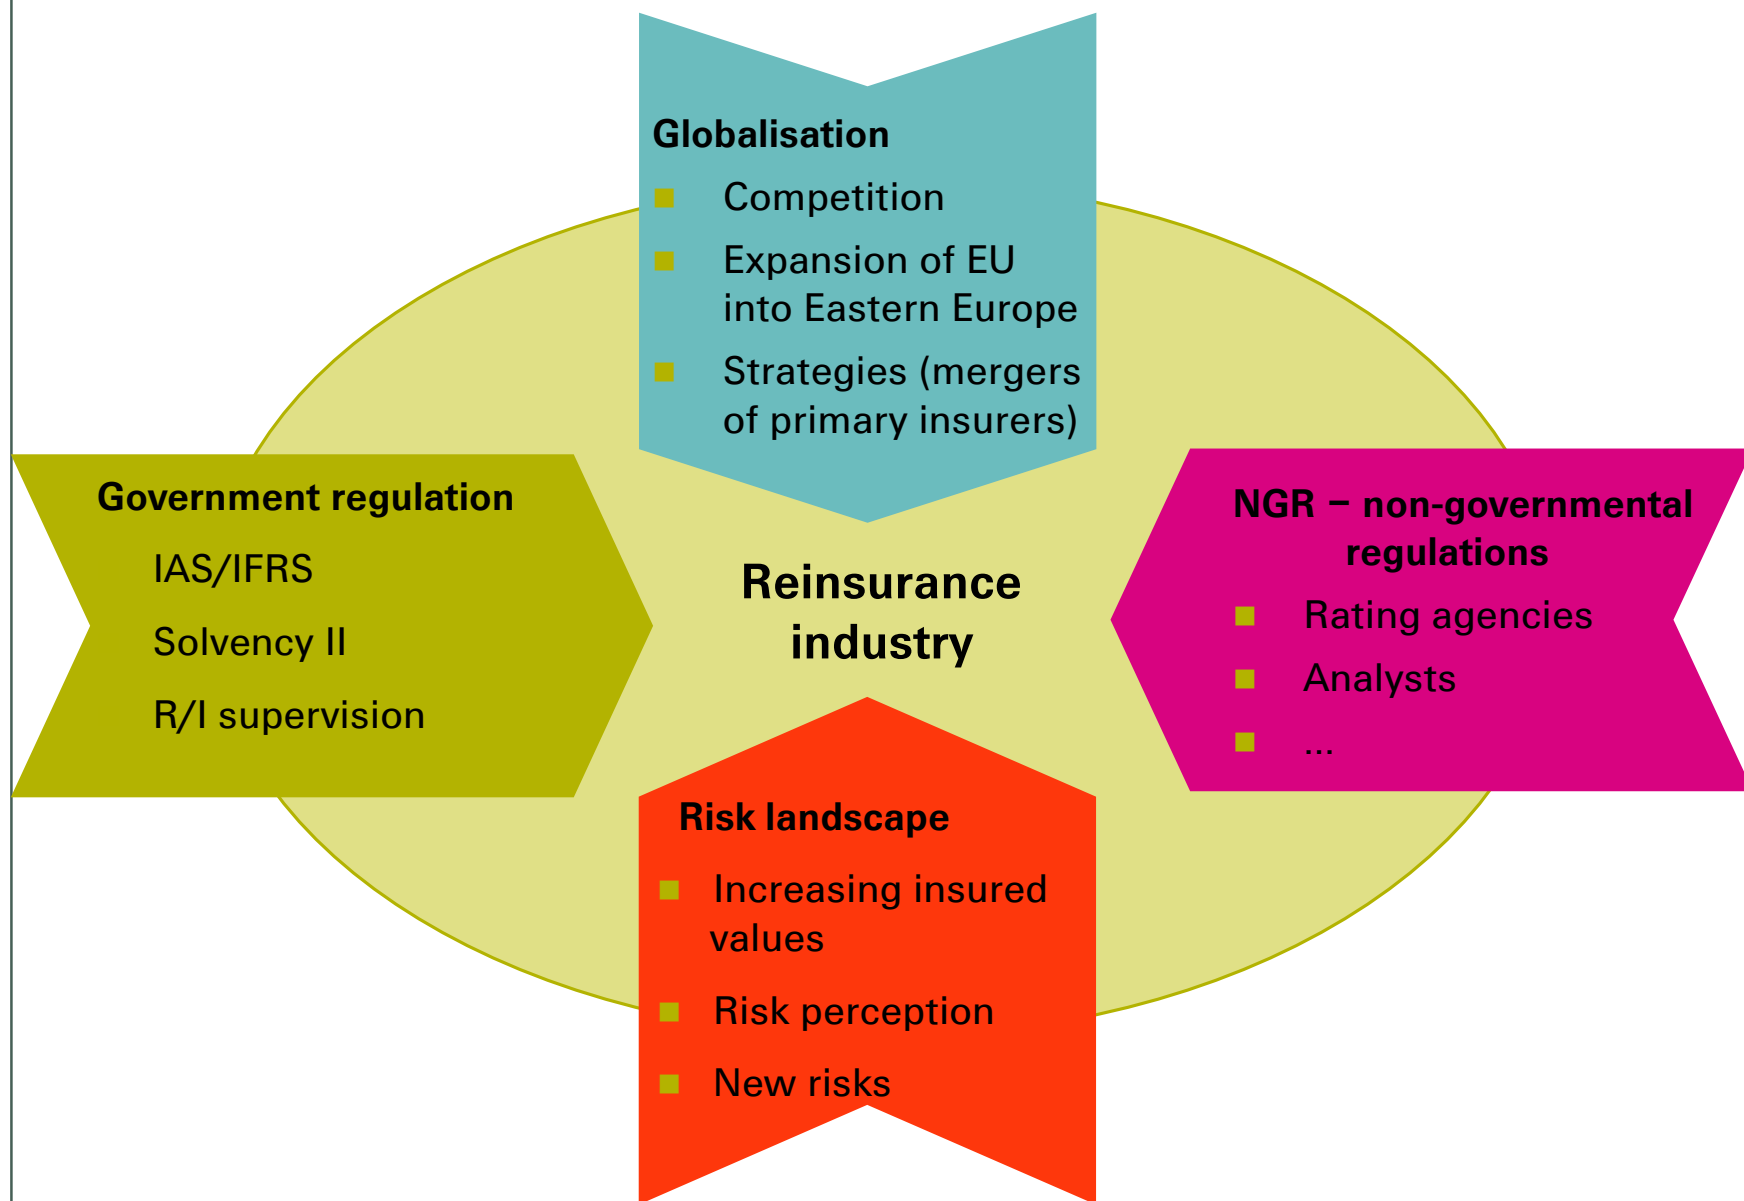 Globalisation
Competition
Expansion of EU
into Eastern Europe
Strategies (mergers
of primary insurers)
Government regulation
IAS/IFRS
Solvency II
R/I supervision
Reinsurance
industry
NGR – non-governmental
regulations
Rating agencies
Analysts
...
Risk landscape
Increasing insured
values
Risk perception
New risks